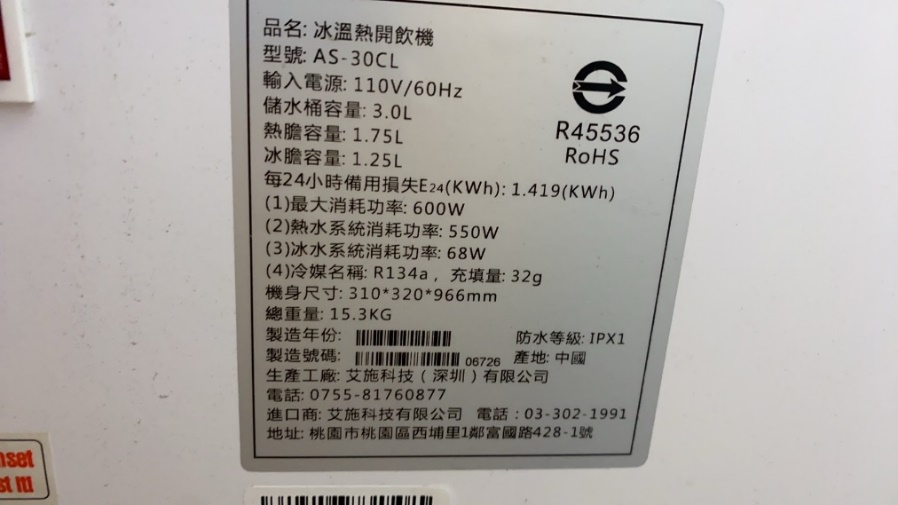 品名: 冰溫熱開飲機
型號: AS-30CL
輸入電源: 110V/60Hz
儲水桶容量: 3.0L
熱膽容量: 1.75L
冰膽容量: 1.25L
R45536
RoHS
每24小時備用損失E24(KWh): 1.419(KWh)
(1)最大消耗功率: 600W
(2)熱水系統消耗功率: 550W
(3)冰水系統消耗功率: 68W
(4)冷媒名稱: R134a, 充填量: 32g
機身尺寸: 310*320*966mm
總重量: 15.3KG
製造年份: 防水等級: IPX1
製造號碼: 06726 產地: 中國
生產工廠: 艾施科技(深圳)有限公司
電話: 0755-81760877
進口商: 艾施科技有限公司 電話: 03-302-1991
地址: 桃園市桃園區西埔里1鄰富國路428-1號